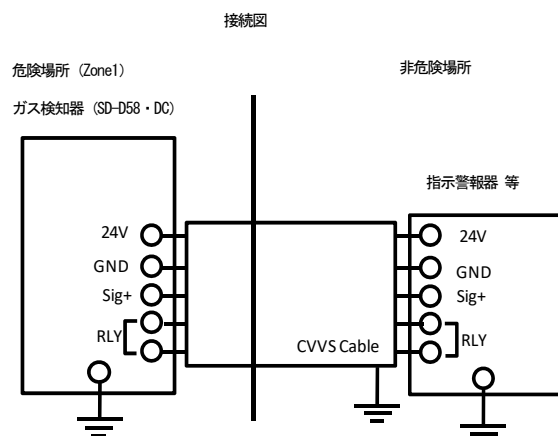 接続図
危険場所 (Zone1)
非危険場所
ガス検知器 (SD-D58・DC)
指示警報器 等
24V
GND
Sig+
RLY
CVVS Cable
24V
GND
Sig+
RLY